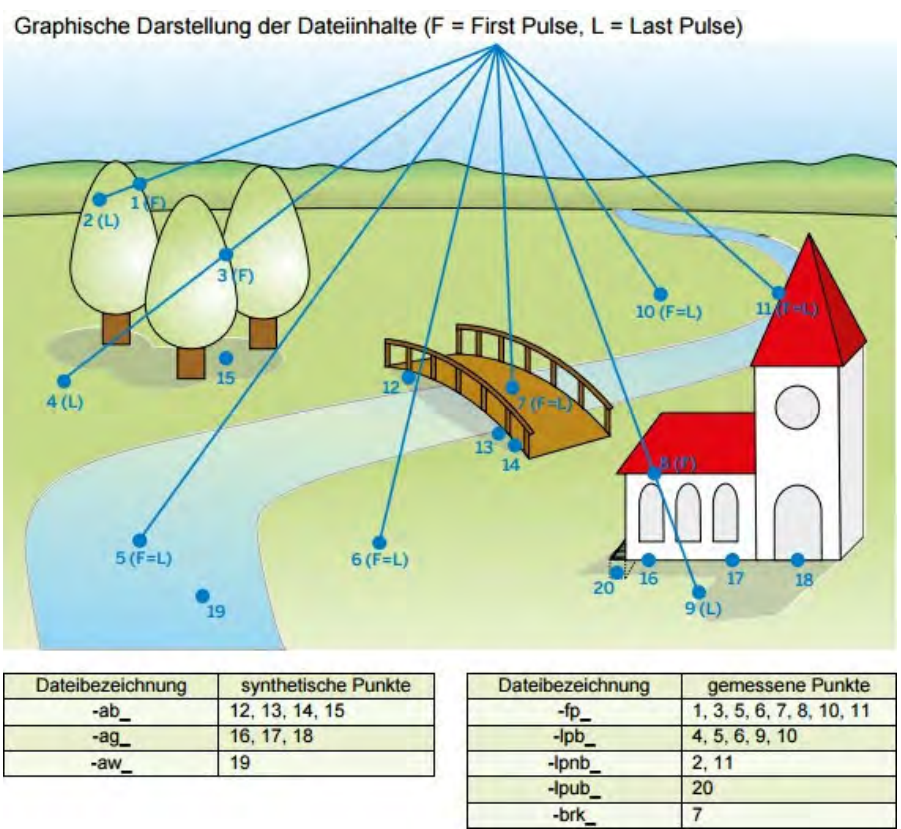 Graphische Darstellung der Dateiinhalte (F = First Pulse, L = Last Pulse)
1 (F)
2 (L)
3 (F)
10 (F=L)
11 (F=L)
15
4 (L)
12
7 (F=L)
13
14
8 (F)
5 (F=L)
6 (F=L)
20
16
17
18
19
9 (L)
Dateibezeichnung synthetische Punkte
-ab_ 12, 13, 14, 15
-ag_ 16, 17, 18
-aw_ 19
Dateibezeichnung gemessene Punkte
-fp_ 1, 3, 5, 6, 7, 8, 10, 11
-lpb_ 4, 5, 6, 9, 10
-lpnb_ 2, 11
-lpub_ 20
-brk_ 7